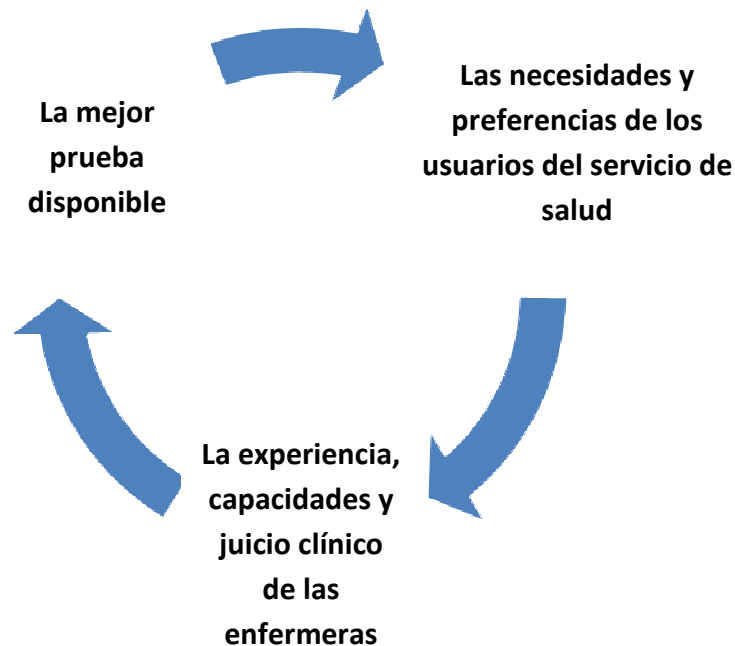 La mejor
prueba
disponible
Las necesidades y
preferencias de los
usuarios del servicio de
salud
La experiencia,
capacidades y
juicio clínico
de las
enfermeras